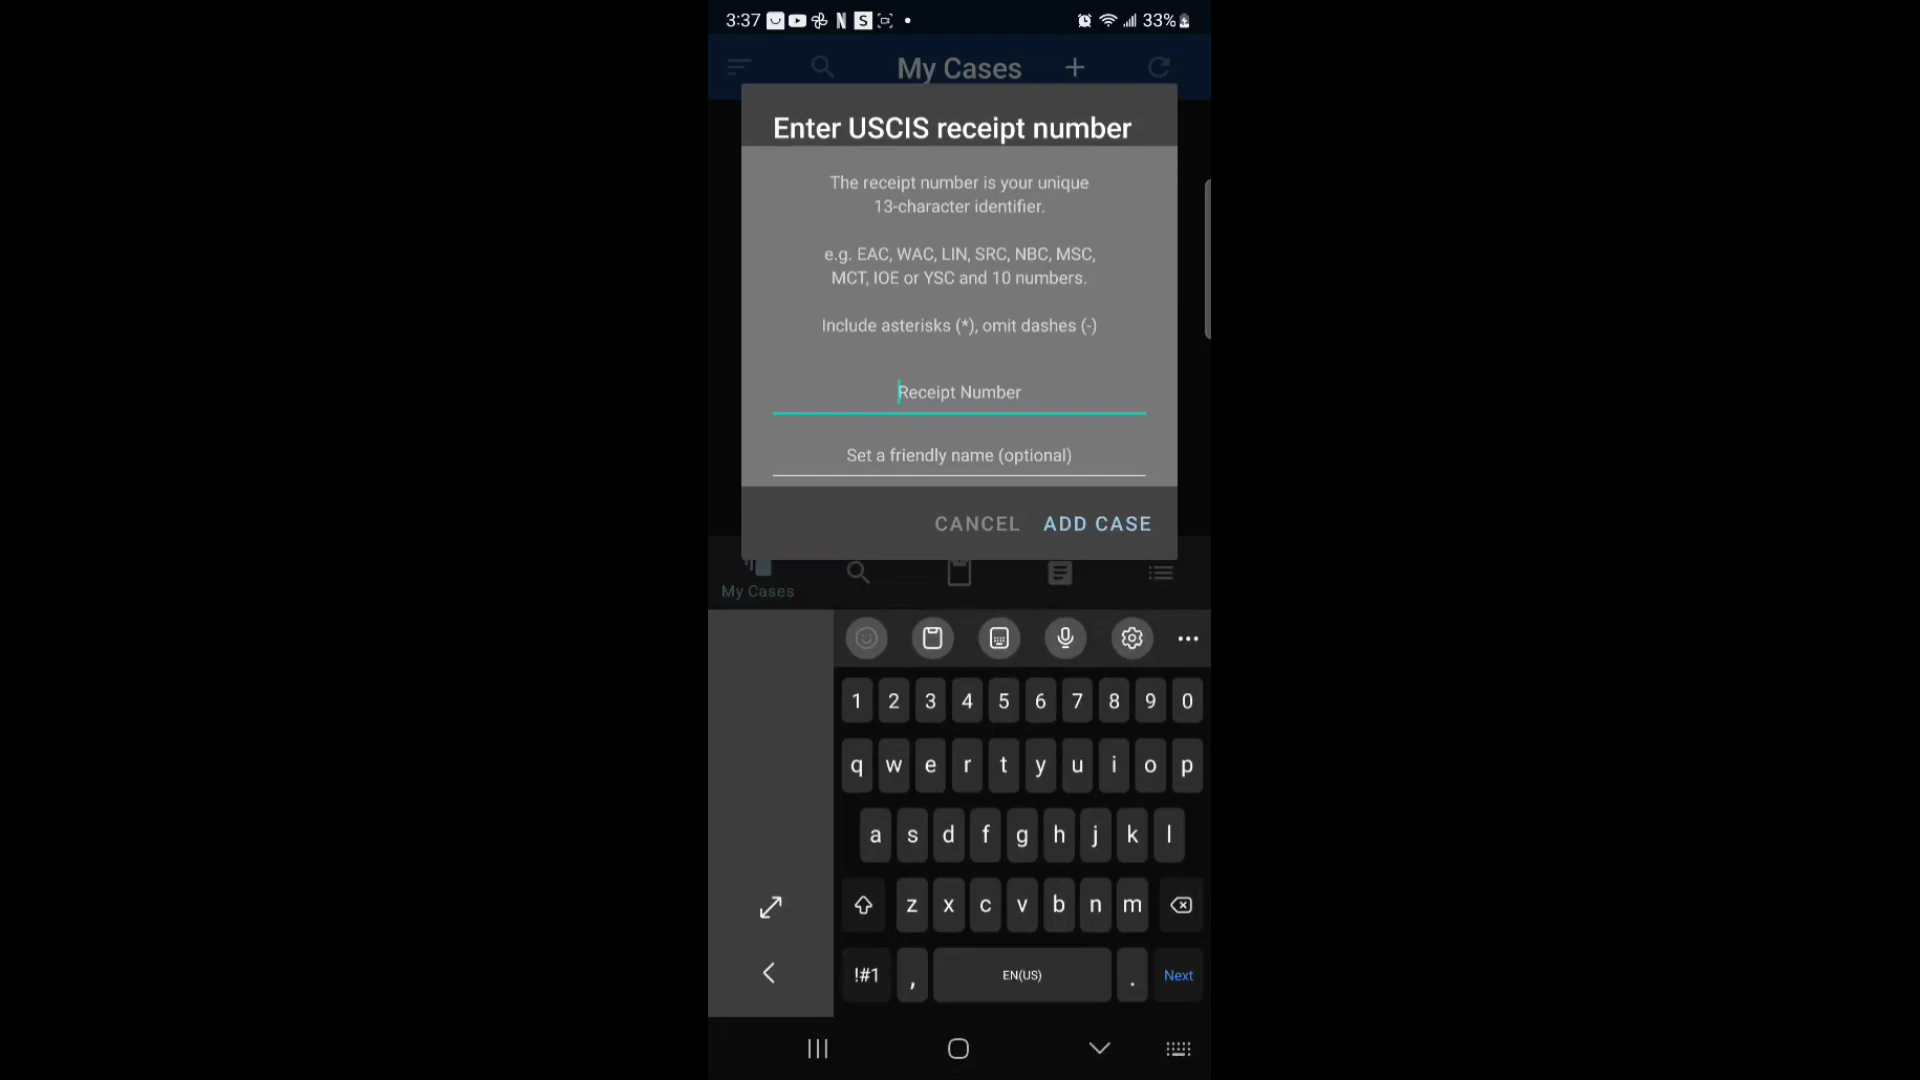 3:37 N S 33%
My Cases +
Enter USCIS receipt number
The receipt number is your unique
13-character identifier.
e.g. EAC, WAC, LIN, SRC, NBC, MSC,
MCT, IOE or YSC and 10 numbers.
Include asterisks (*), omit dashes (-)
Receipt Number
Set a friendly name (optional)
CANCEL ADD CASE
My Cases
1 2 3 4 5 6 7 8 9 0
q w e r t y u i o p
a s d f g h j k l
z x c v b n m
!#1 , EN(US) . Next